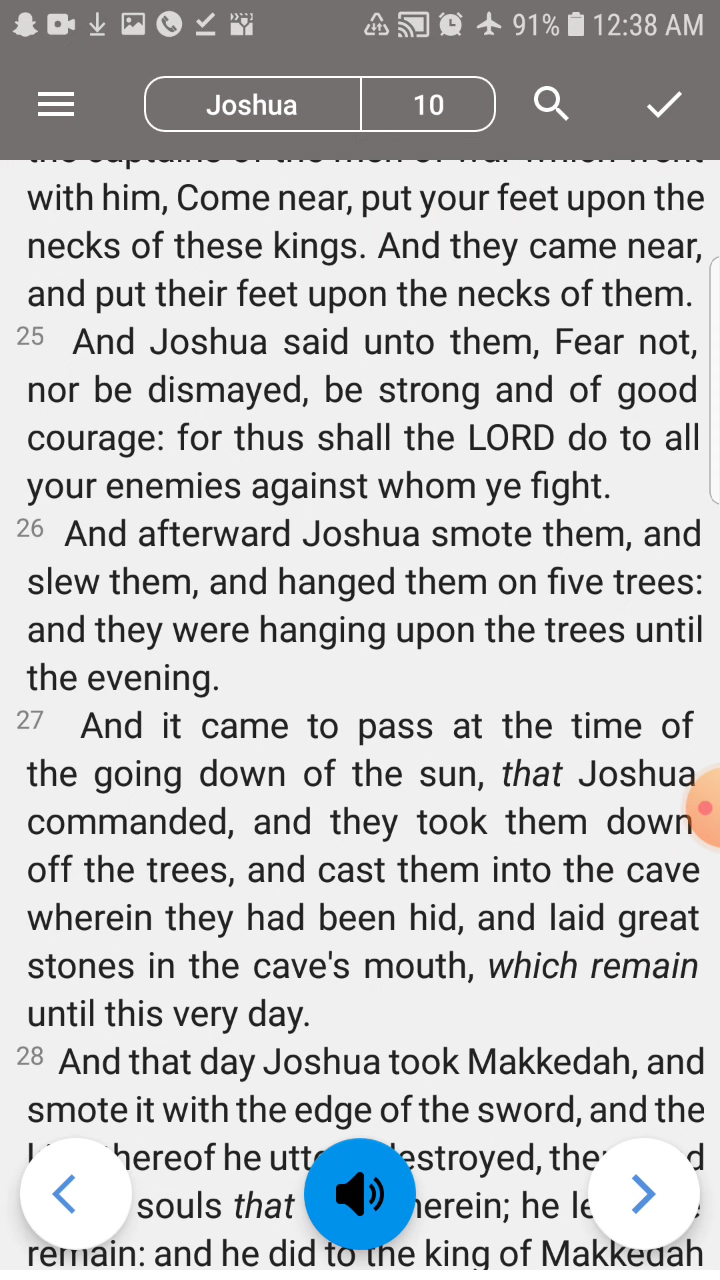 91% 12:38 AM
Joshua 10
the captains of the men of war which went
with him, Come near, put your feet upon the
necks of these kings. And they came near,
and put their feet upon the necks of them.
25 And Joshua said unto them, Fear not,
nor be dismayed, be strong and of good
courage: for thus shall the LORD do to all
your enemies against whom ye fight.
26 And afterward Joshua smote them, and
slew them, and hanged them on five trees:
and they were hanging upon the trees until
the evening.
27 And it came to pass at the time of
the going down of the sun, that Joshua
commanded, and they took them down
off the trees, and cast them into the cave
wherein they had been hid, and laid great
stones in the cave's mouth, which remain
until this very day.
28 And that day Joshua took Makkedah, and
smote it with the edge of the sword, and the
he
souls that he
remain: and he did to the king of Makkedah